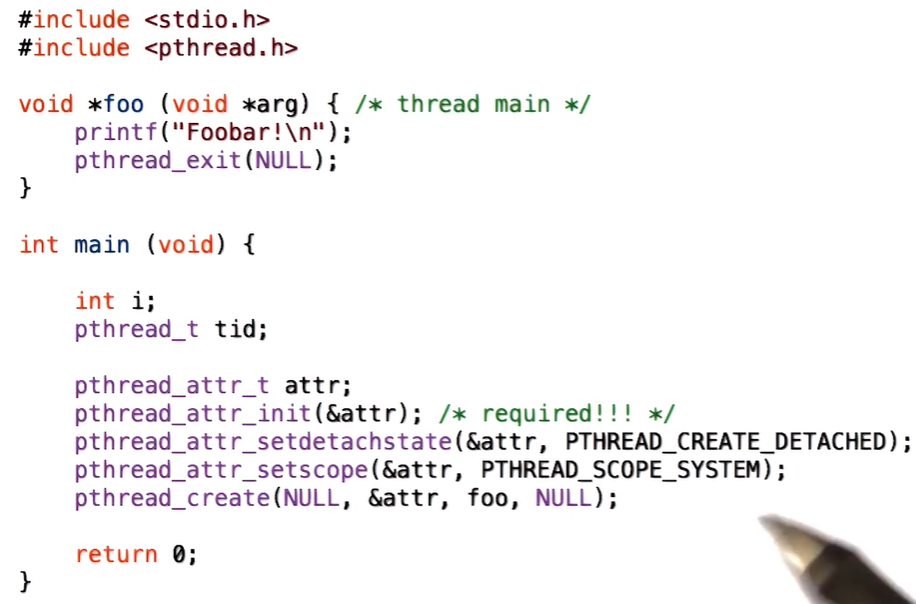 #include <stdio.h>
#include <pthread.h>
void *foo (void *arg) { /* thread main */
printf("Foobar!\n");
pthread_exit(NULL);
}
int main (void) {
int i;
pthread_t tid;
pthread_attr_t attr;
pthread_attr_init(&attr); /* required!!! */
pthread_attr_setdetachstate(&attr, PTHREAD_CREATE_DETACHED);
pthread_attr_setscope(&attr, PTHREAD_SCOPE_SYSTEM);
pthread_create(NULL, &attr, foo, NULL);
return 0;
}